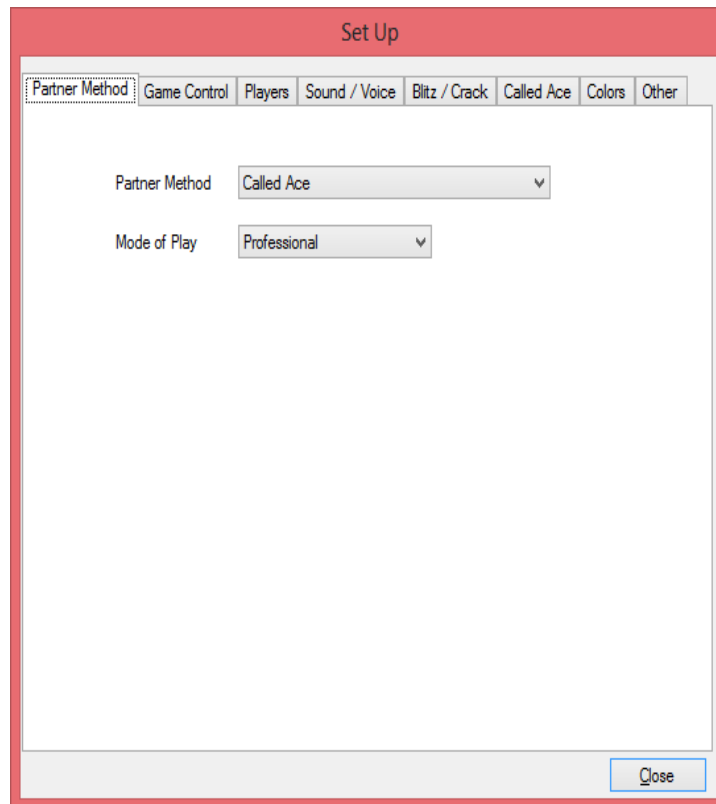 Set Up
Partner Method Game Control Players Sound / Voice Blitz / Crack Called Ace Colors Other
Partner Method Called Ace
Mode of Play Professional
Close